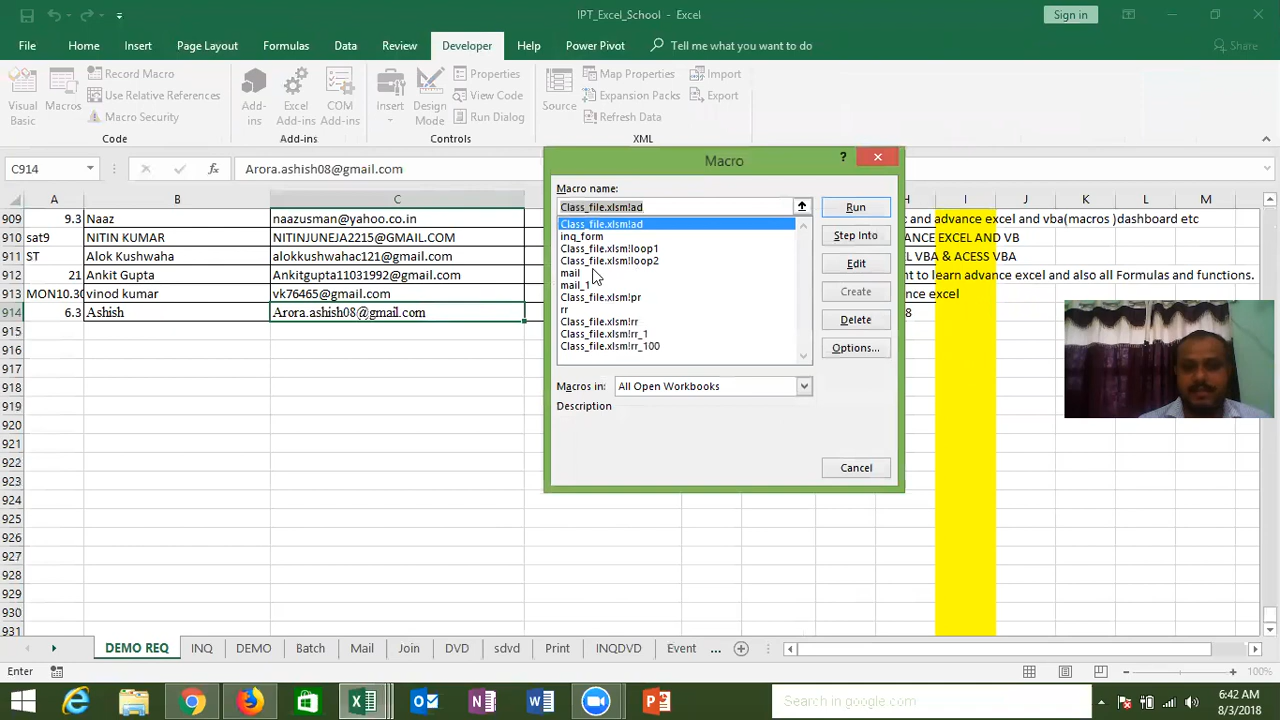 IPT_Excel_School - Excel
Sign in
File Home Insert Page Layout Formulas Data Review View Developer Help Power Pivot Tell me what you want to do Share
Visual Basic
Macros
Record Macro
Use Relative References
Macro Security
Code
Add-ins
Excel Add-ins
COM Add-ins
Add-ins
Insert
Design Mode
Properties
View Code
Run Dialog
Controls
Source
Map Properties
Expansion Packs
Refresh Data
Import
Export
XML
C914
fx
Arora.ashish08@gmail.com
A B C H I J K L M
909 9.3 Naaz naazusman@yahoo.co.in c and advance excel and vba(macros )dashboard etc
910 sat9 NITIN KUMAR NITINJUNEJA2215@GMAIL.COM ANCE EXCEL AND VB
911 ST Alok Kushwaha alokkushwahac121@gmail.com EL VBA & ACESS VBA
912 21 Ankit Gupta Ankitgupta11031992@gmail.com nt to learn advance excel and also all Formulas and functions.
913 MON10.30 vinod kumar vk76465@gmail.com nce excel
914 6.3 Ashish Arora.ashish08@gmail.com 8
915
916
917
918
919
920
921
922
923
924
925
926
927
928
929
930
931
Macro
?
Macro name:
Class_file.xlsm!ad
Class_file.xlsm!ad
inq_form
Class_file.xlsm!loop1
Class_file.xlsm!loop2
mail
mail_1
Class_file.xlsm!pr
rr
Class_file.xlsm!rr
Class_file.xlsm!rr_1
Class_file.xlsm!rr_100
Run
Step Into
Edit
Create
Delete
Options...
Macros in: All Open Workbooks
Description
Cancel
DEMO REQ INQ DEMO Batch Mail Join DVD sdvd Print INQDVD Event ...
Enter
100%
Search in google.com
6:42 AM
8/3/2018